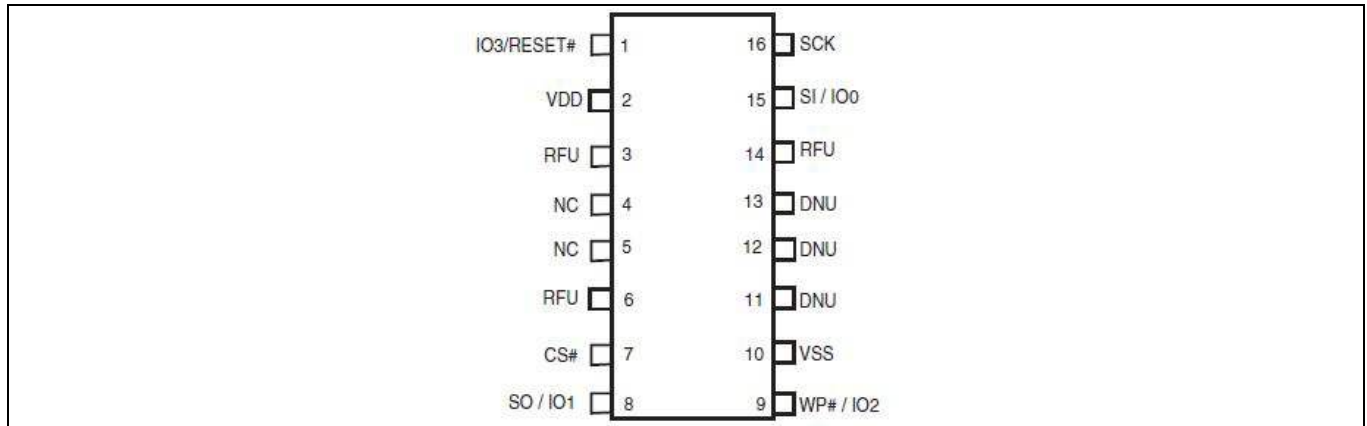 IO3/RESET# 1 16 SCK
VDD 2 15 SI / IO0
RFU 3 14 RFU
NC 4 13 DNU
NC 5 12 DNU
RFU 6 11 DNU
CS# 7 10 VSS
SO / IO1 8 9 WP# / IO2